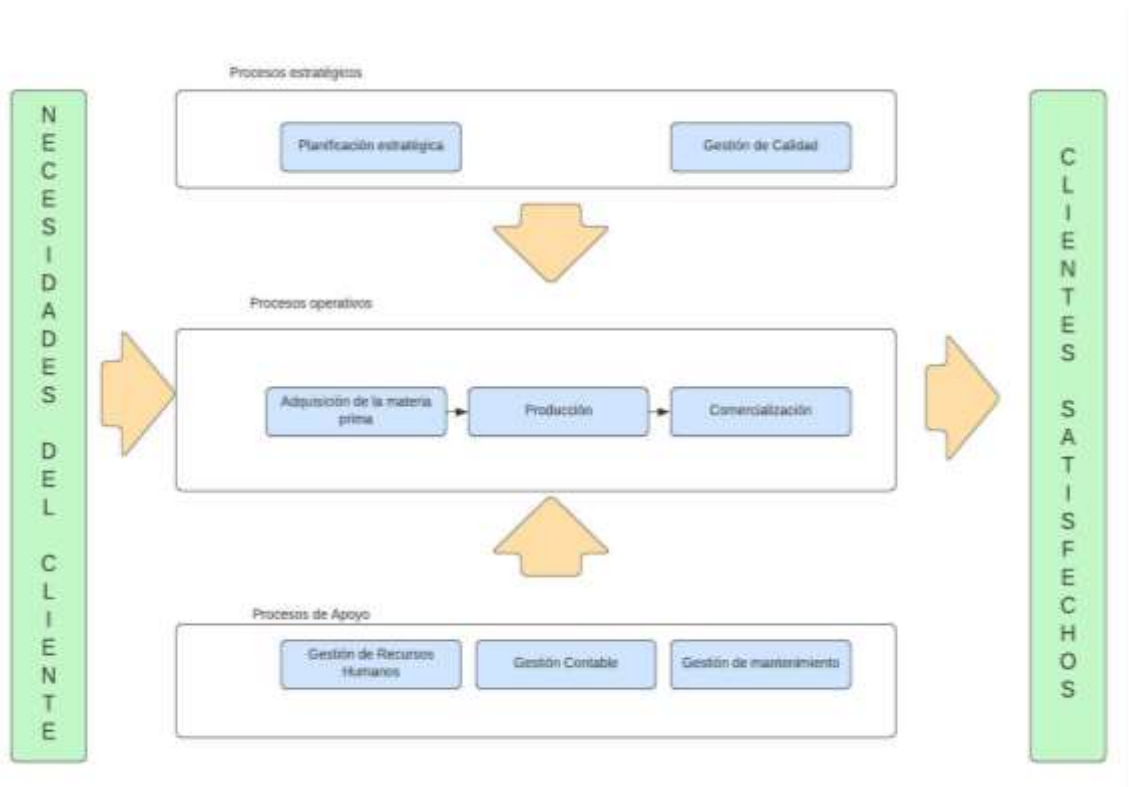 Procesos estratégicos
NECESIDADES DEL CLIENTE
Planificación estratégica
Gestión de Calidad
CLIENTES SATISFECHOS
Procesos operativos
Adquisición de la materia
prima
Producción
Comercialización
Procesos de Apoyo
Gestión de Recursos
Humanos
Gestión Contable
Gestión de mantenimiento